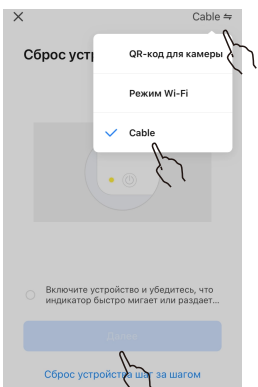 Cable
Сброс уст
QR-код для камеры
Режим Wi-Fi
Cable
Включите устройство и убедитесь, что
индикатор быстро мигает или раздает...
Далее
Сброс устройства шаг за шагом